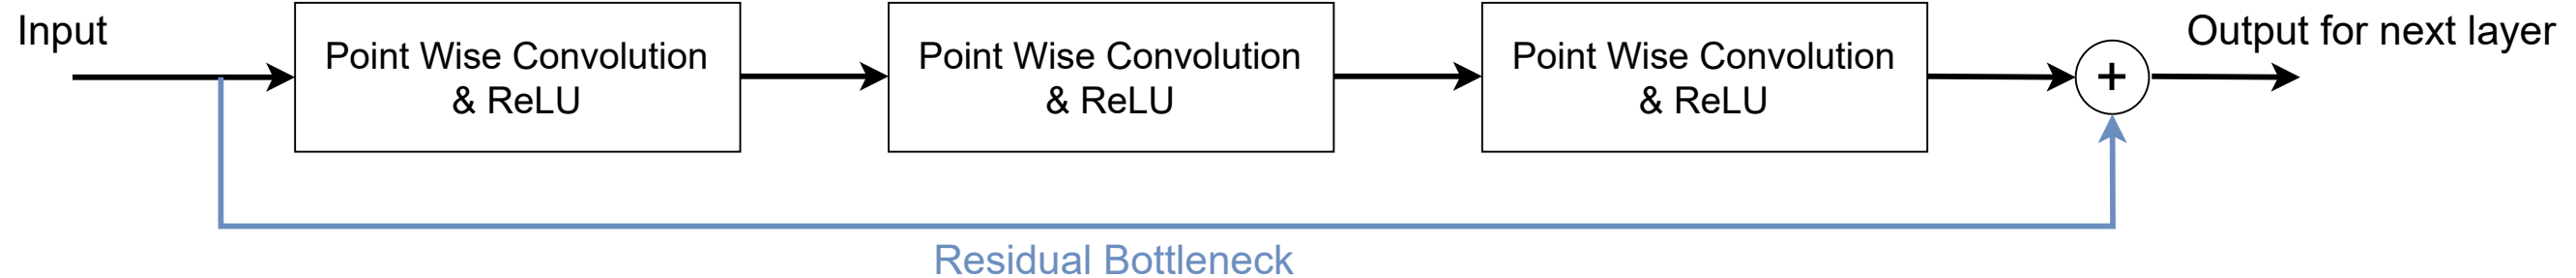 Input
Point Wise Convolution
& ReLU
Point Wise Convolution
& ReLU
Point Wise Convolution
& ReLU
+
Output for next layer
Residual Bottleneck